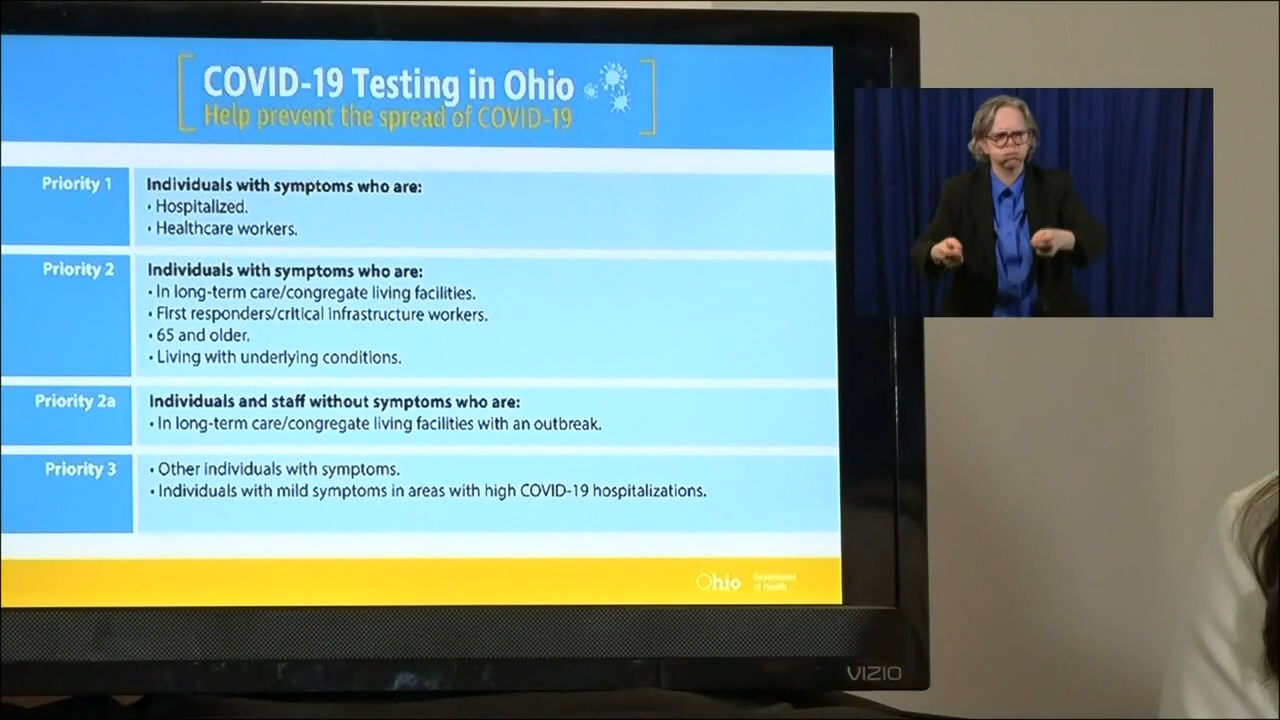 COVID-19 Testing in Ohio
Help prevent the spread of COVID-19
Priority 1
Individuals with symptoms who are:
• Hospitalized.
• Healthcare workers.
Priority 2
Individuals with symptoms who are:
• In long-term care/congregate living facilities.
• First responders/critical infrastructure workers.
• 65 and older.
• Living with underlying conditions.
Priority 2a
Individuals and staff without symptoms who are:
• In long-term care/congregate living facilities with an outbreak.
Priority 3
• Other individuals with symptoms.
• Individuals with mild symptoms in areas with high COVID-19 hospitalizations.
Ohio
Department
of Health
VIZIO